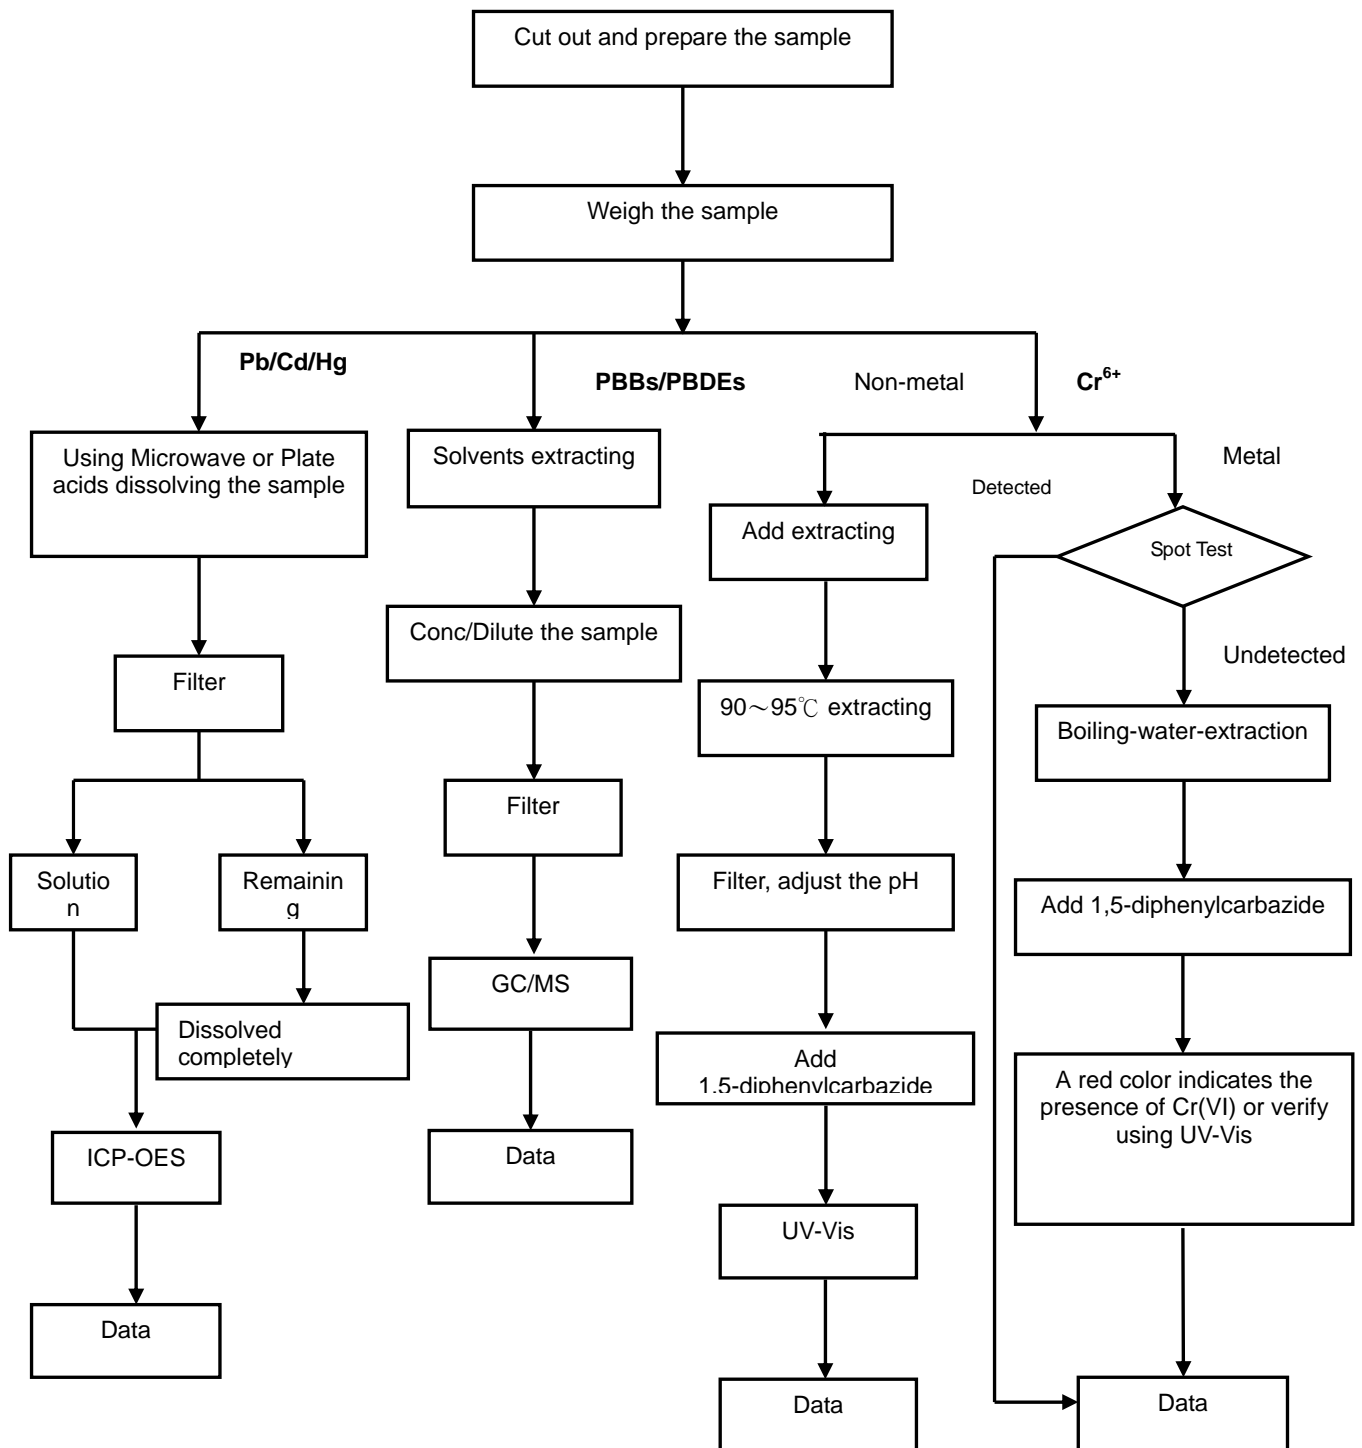 Cut out and prepare the sample
Weigh the sample
Pb/Cd/Hg
PBBs/PBDEs
Non-metal
Cr6+
Using Microwave or Plate
acids dissolving the sample
Solvents extracting
Metal
Detected
Add extracting
Spot Test
Conc/Dilute the sample
Undetected
Filter
90～95℃ extracting
Boiling-water-extraction
Filter
Solutio
n
Remainin
g
Filter, adjust the pH
Add 1,5-diphenylcarbazide
GC/MS
Dissolved
completely
Add
1.5-diphenylcarbazide
A red color indicates the
presence of Cr(VI) or verify
using UV-Vis
ICP-OES
Data
UV-Vis
Data
Data
Data